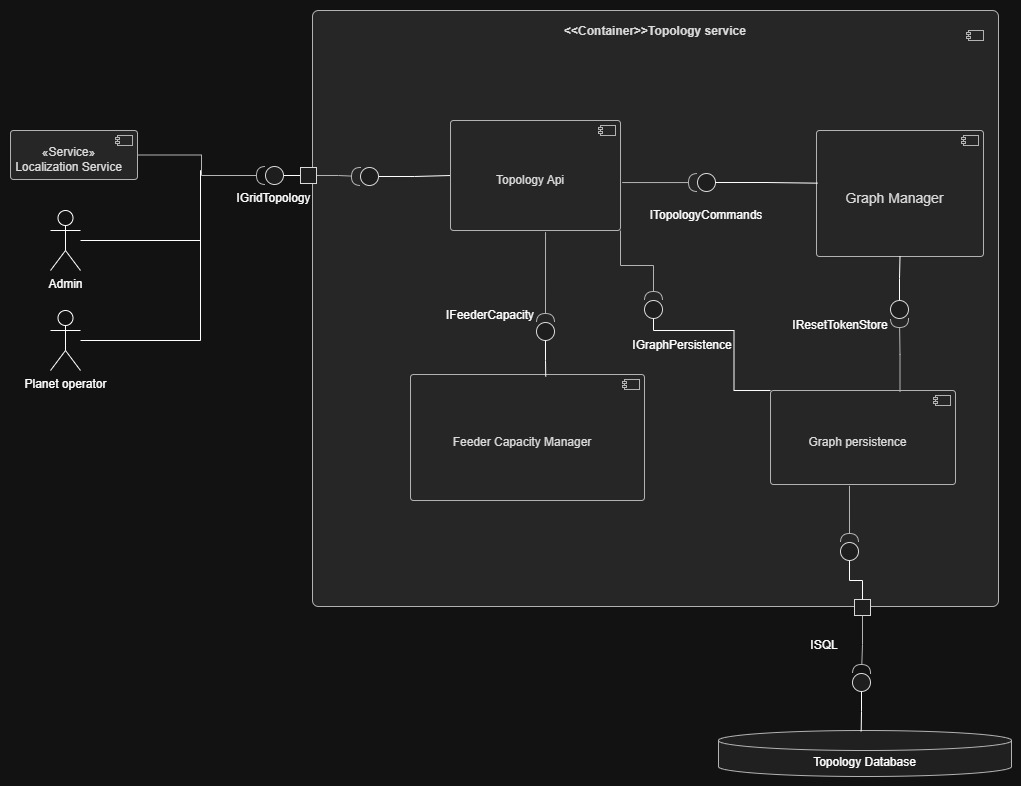 <<Container>>Topology service
«Service»
Localization Service
Topology Api
Graph Manager
IGridTopology
ITopologyCommands
Admin
IFeederCapacity
IResetTokenStore
IGraphPersistence
Planet operator
Feeder Capacity Manager
Graph persistence
ISQL
Topology Database